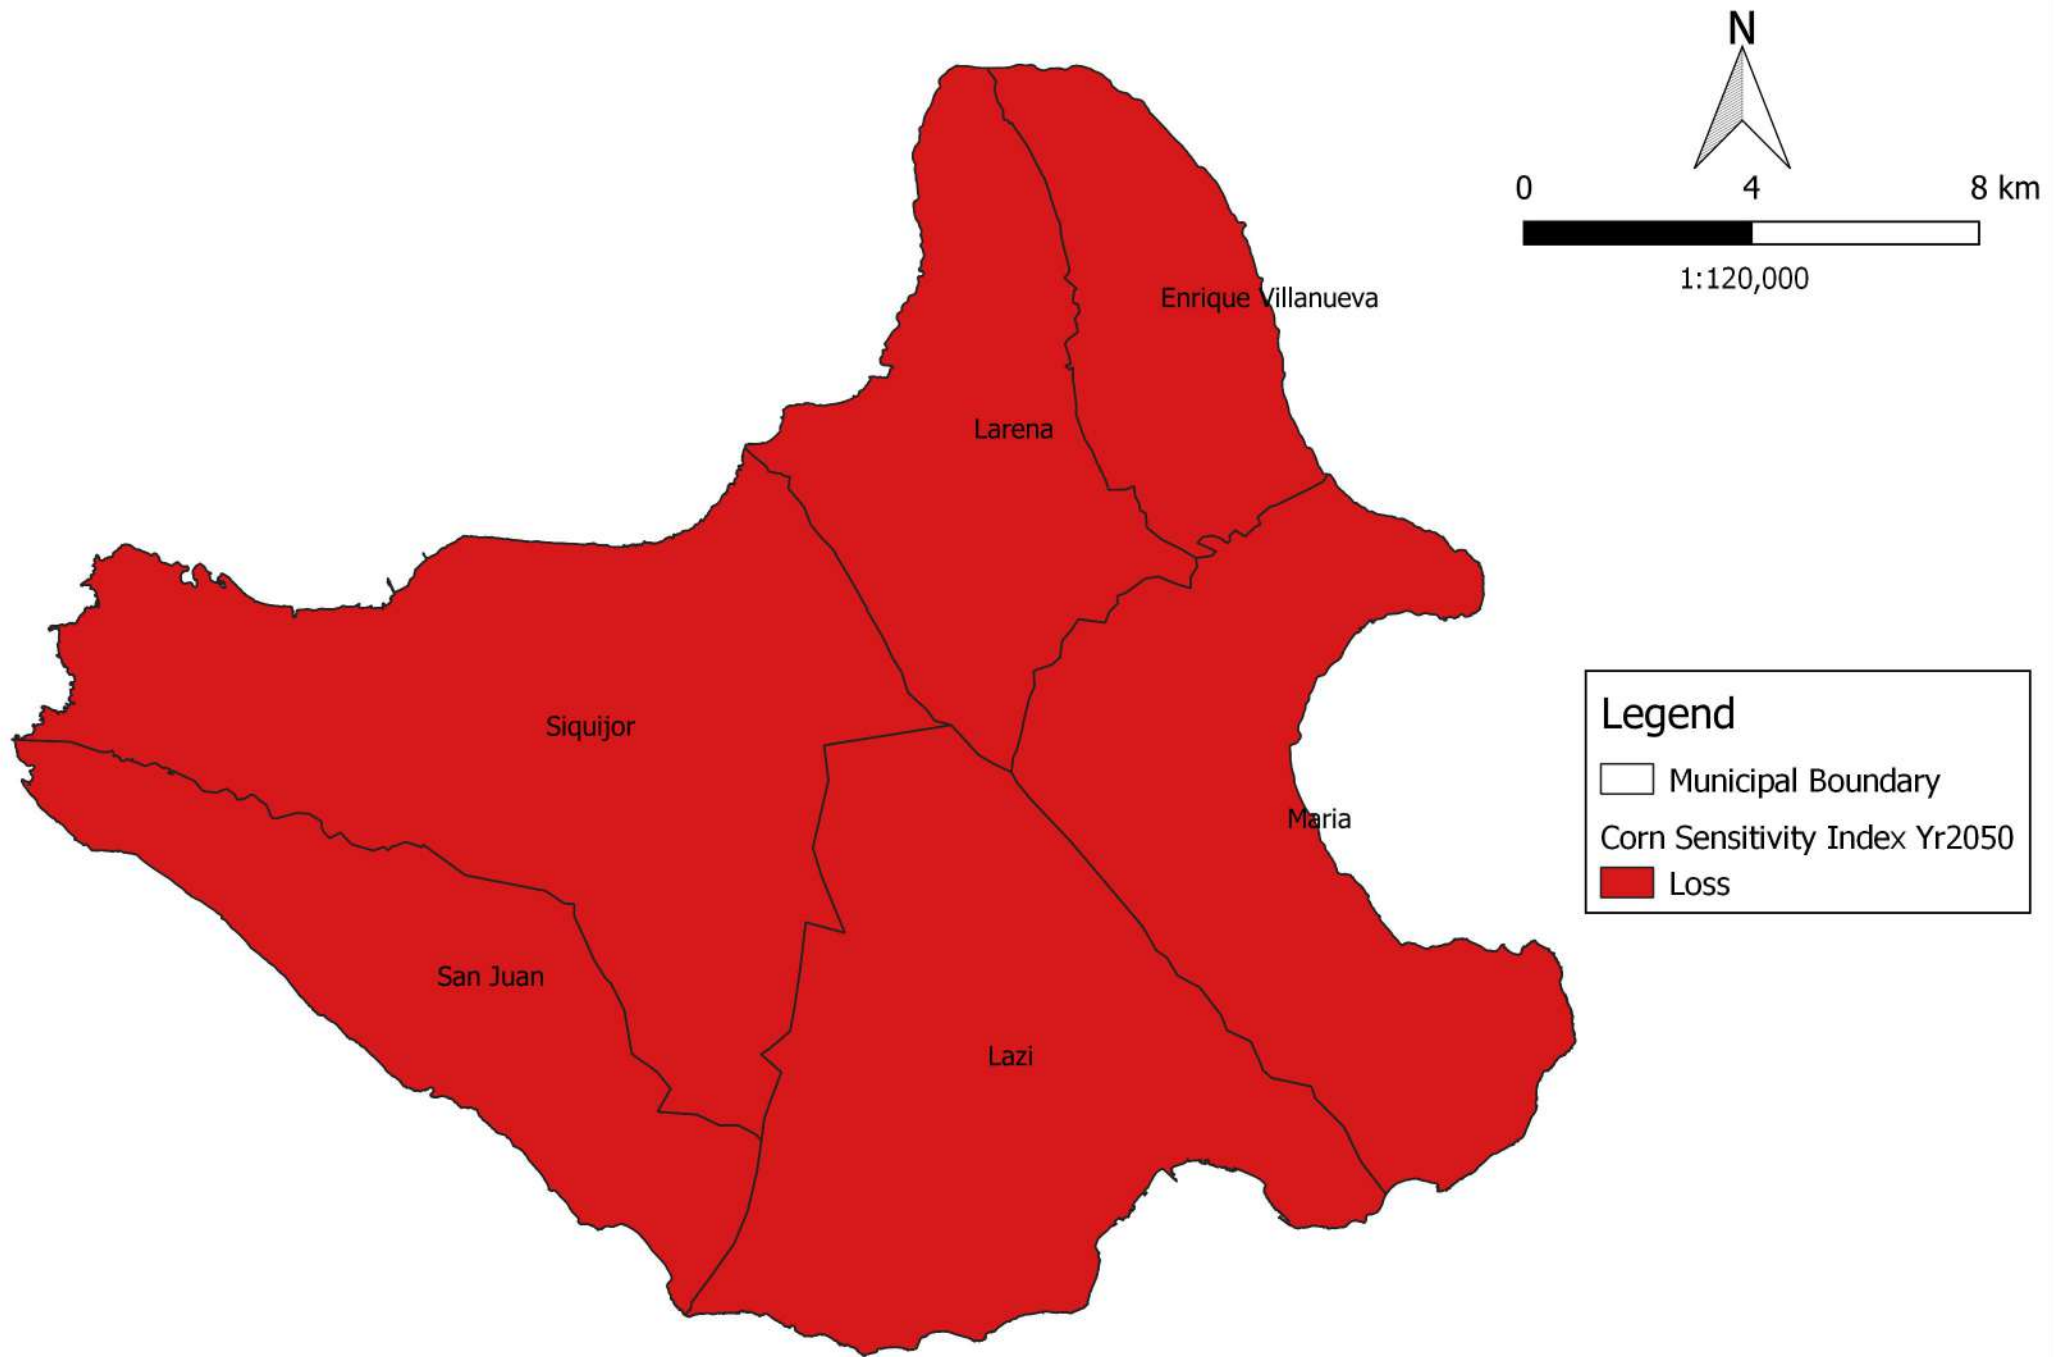 N
0 4 8 km
1:120,000
Enrique Villanueva
Larena
Siquijor
Maria
San Juan
Lazi
Legend
Municipal Boundary
Corn Sensitivity Index Yr2050
Loss